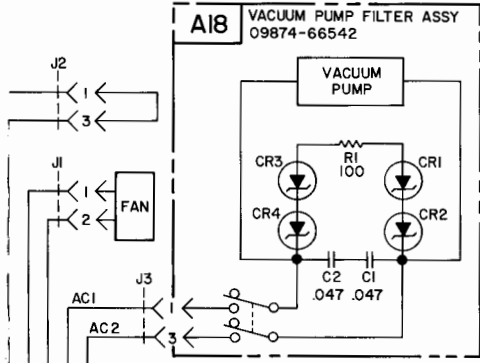 A18
VACUUM PUMP FILTER ASSY
09874-66542
J2
1
3
VACUUM
PUMP
CR3
R1
100
CR1
J1
1
2
FAN
CR4
CR2
J3
C2
C1
.047
.047
AC1
1
AC2
3